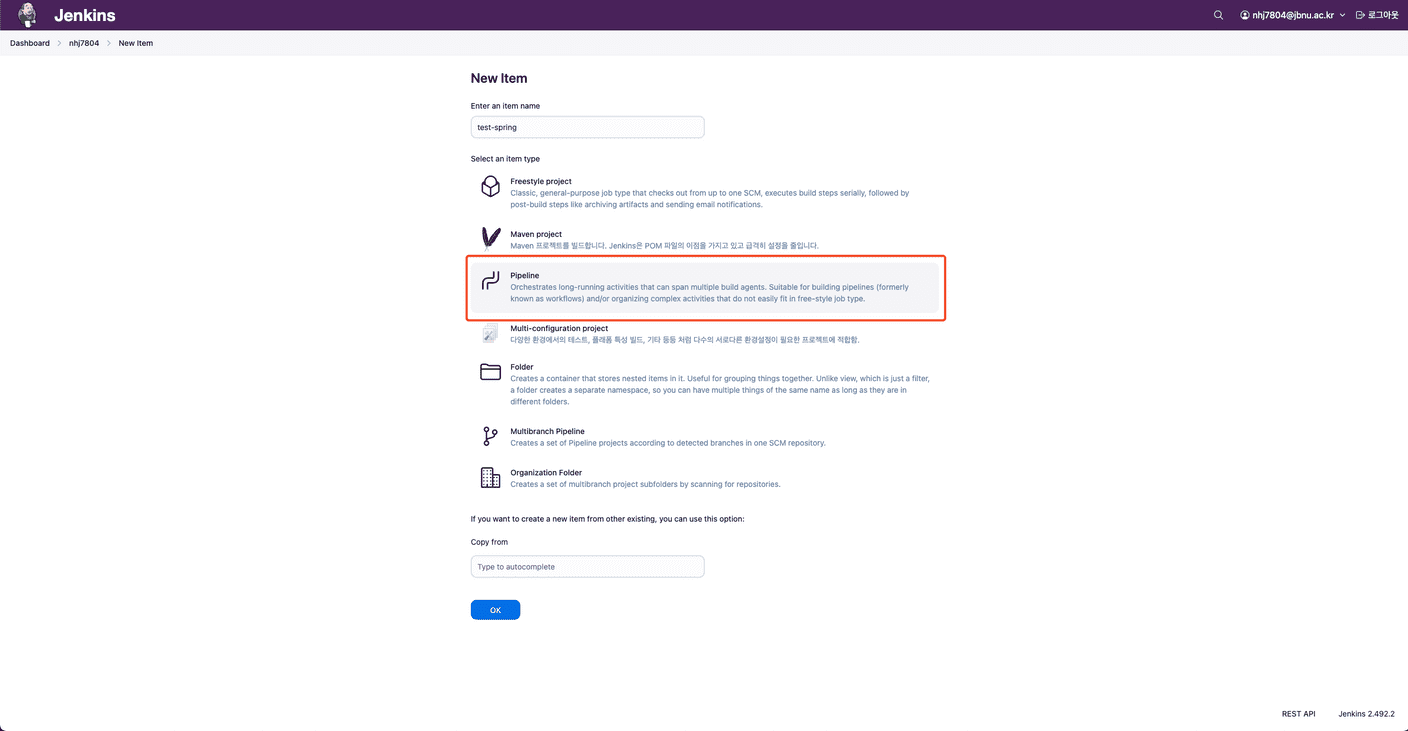 Jenkins
nhj7804@jbnu.ac.kr 로그아웃
Dashboard nhj7804 New Item
New Item
Enter an item name
test-spring
Select an item type
Freestyle project
Classic, general-purpose job type that checks out from up to one SCM, executes build steps serially, followed by
post-build steps like archiving artifacts and sending email notifications.
Maven project
Maven 프로젝트를 빌드합니다. Jenkins은 POM 파일의 이점을 가지고 있고 급격히 설정을 줄입니다.
Pipeline
Orchestrates long-running activities that can span multiple build agents. Suitable for building pipelines (formerly
known as workflows) and/or organizing complex activities that do not easily fit in free-style job type.
Multi-configuration project
다양한 환경에서의 테스트, 플래폼 특성 빌드, 기타 등등 처럼 다수의 서로다른 환경설정이 필요한 프로젝트에 적합함.
Folder
Creates a container that stores nested items in it. Useful for grouping things together. Unlike view, which is just a filter,
a folder creates a separate namespace, so you can have multiple things of the same name as long as they are in
different folders.
Multibranch Pipeline
Creates a set of Pipeline projects according to detected branches in one SCM repository.
Organization Folder
Creates a set of multibranch project subfolders by scanning for repositories.
If you want to create a new item from other existing, you can use this option:
Copy from
Type to autocomplete
OK
REST API Jenkins 2.492.2